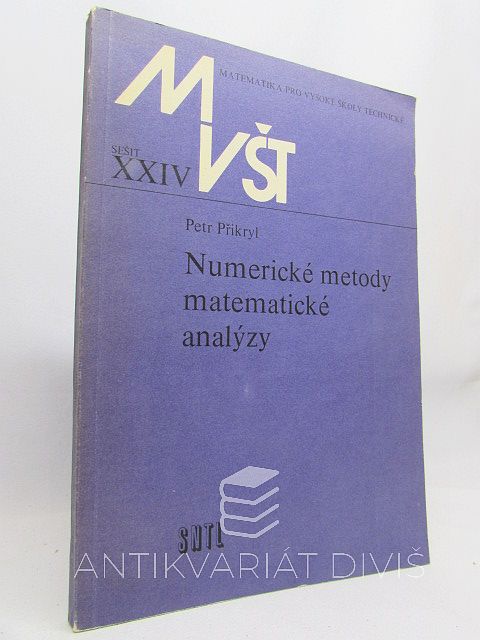 MATEMATIKA PRO VYSOKÉ ŠKOLY TECHNICKÉ
M
VŠT
SEŠIT
XXIV
Petr Přikryl
Numerické metody
matematické
analýzy
SNTL
ANTIKVARIÁT DIVIŠ